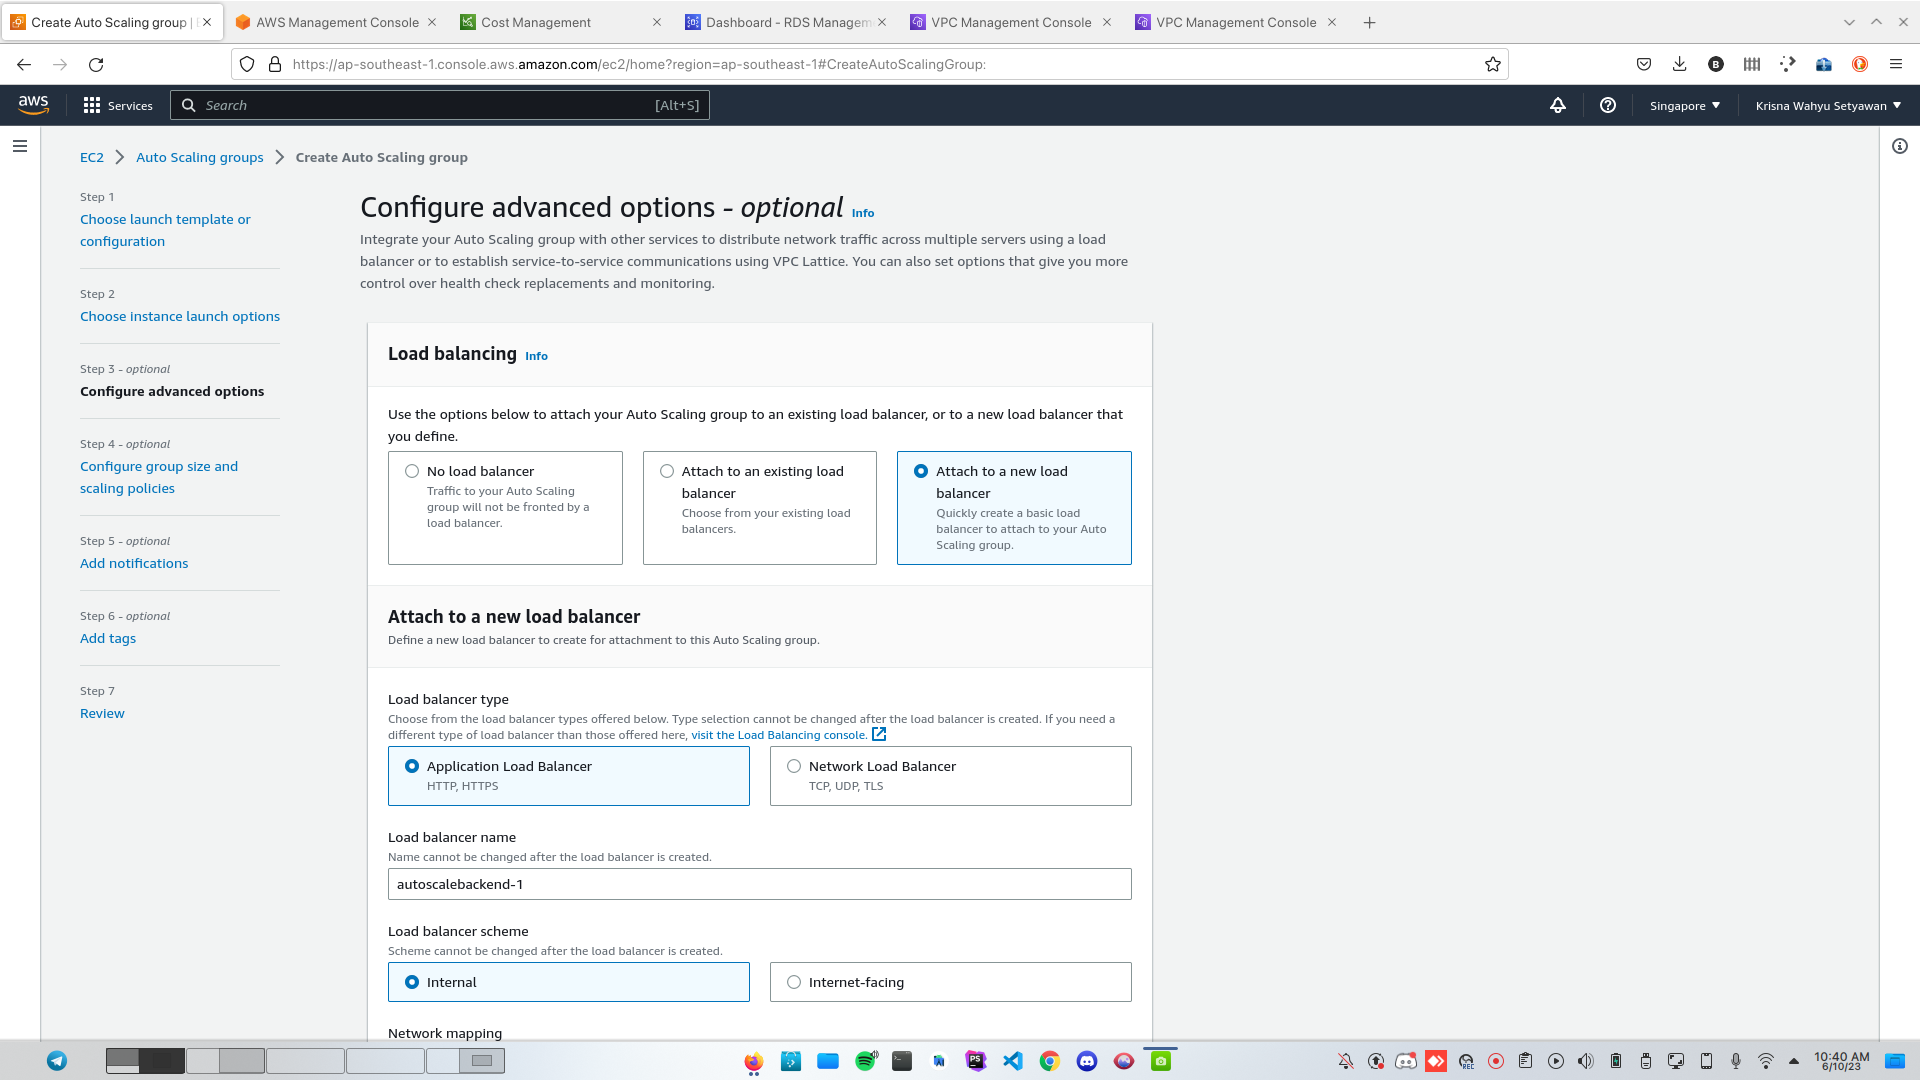 Create Auto Scaling group |
AWS Management Console
Cost Management
Dashboard - RDS Managem
VPC Management Console
VPC Management Console
https://ap-southeast-1.console.aws.amazon.com/ec2/home?region=ap-southeast-1#CreateAutoScalingGroup:
aws
Services
Search
[Alt+S]
Singapore
Krisna Wahyu Setyawan
EC2
Auto Scaling groups
Create Auto Scaling group
Step 1
Choose launch template or
configuration
Step 2
Choose instance launch options
Step 3 - optional
Configure advanced options
Step 4 - optional
Configure group size and
scaling policies
Step 5 - optional
Add notifications
Step 6 - optional
Add tags
Step 7
Review
Configure advanced options - optional Info
Integrate your Auto Scaling group with other services to distribute network traffic across multiple servers using a load
balancer or to establish service-to-service communications using VPC Lattice. You can also set options that give you more
control over health check replacements and monitoring.
Load balancing Info
Use the options below to attach your Auto Scaling group to an existing load balancer, or to a new load balancer that
you define.
No load balancer
Traffic to your Auto Scaling
group will not be fronted by a
load balancer.
Attach to an existing load
balancer
Choose from your existing load
balancers.
Attach to a new load
balancer
Quickly create a basic load
balancer to attach to your Auto
Scaling group.
Attach to a new load balancer
Define a new load balancer to create for attachment to this Auto Scaling group.
Load balancer type
Choose from the load balancer types offered below. Type selection cannot be changed after the load balancer is created. If you need a
different type of load balancer than those offered here, visit the Load Balancing console.
Application Load Balancer
HTTP, HTTPS
Network Load Balancer
TCP, UDP, TLS
Load balancer name
Name cannot be changed after the load balancer is created.
autoscalebackend-1
Load balancer scheme
Scheme cannot be changed after the load balancer is created.
Internal
Internet-facing
Network mapping
10:40 AM
6/10/23